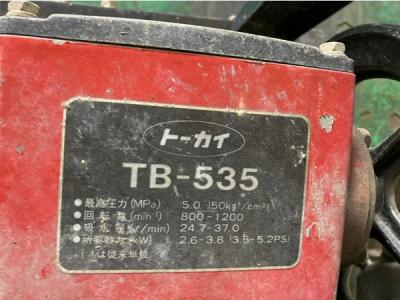 トーカイ
TB-535
●最高圧力(MPa) 5.0 (50kgf/cm²)
●回転数(min⁻¹) 800-1200
●吸水量(ℓ/min) 24.7-37.0
●所要動力(kW) 2.6-3.8 (3.5-5.2PS)
( )は従来単位